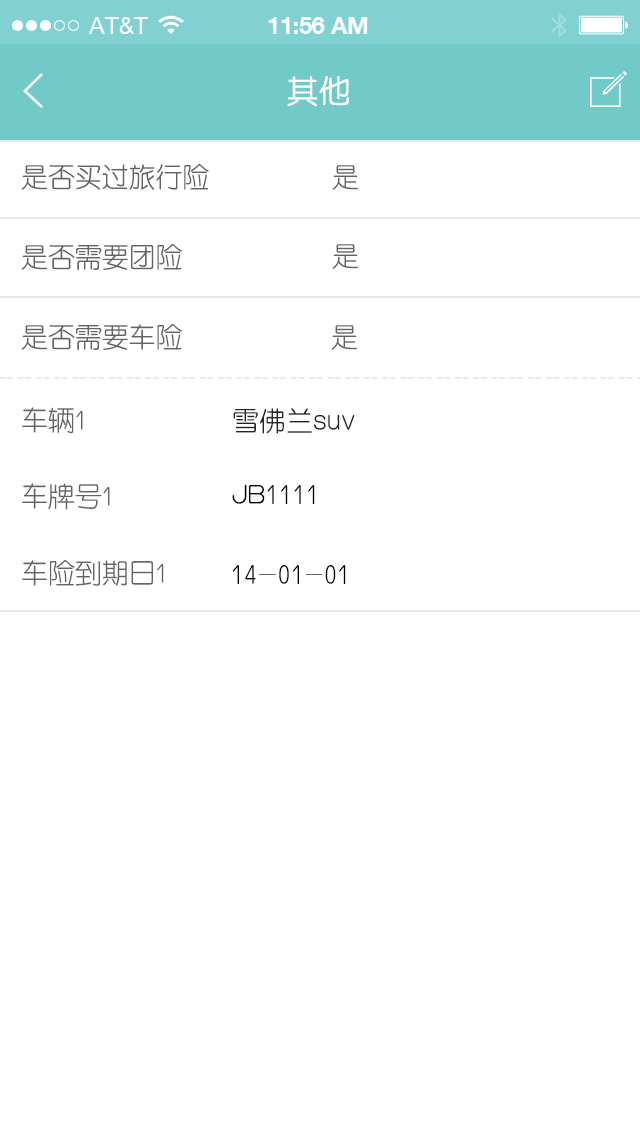 AT&T 11:56 AM
其他
是否买过旅行险 是
是否需要团险 是
是否需要车险 是
车辆1 雪佛兰suv
车牌号1 JB1111
车险到期日1 14-01-01